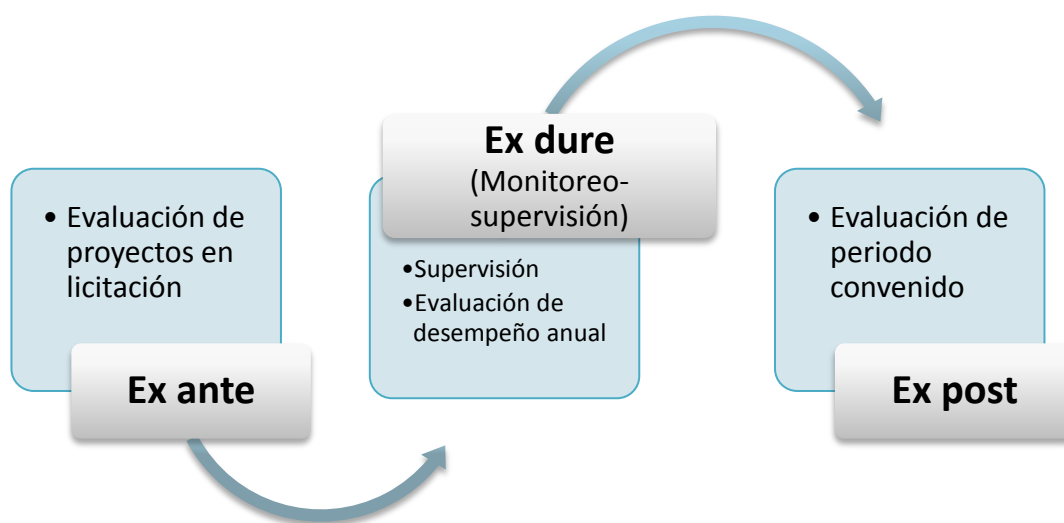 • Evaluación de
proyectos en
licitación
Ex ante
Ex dure
(Monitoreo-
supervisión)
•Supervisión
•Evaluación de
desempeño anual
• Evaluación de
periodo
convenido
Ex post